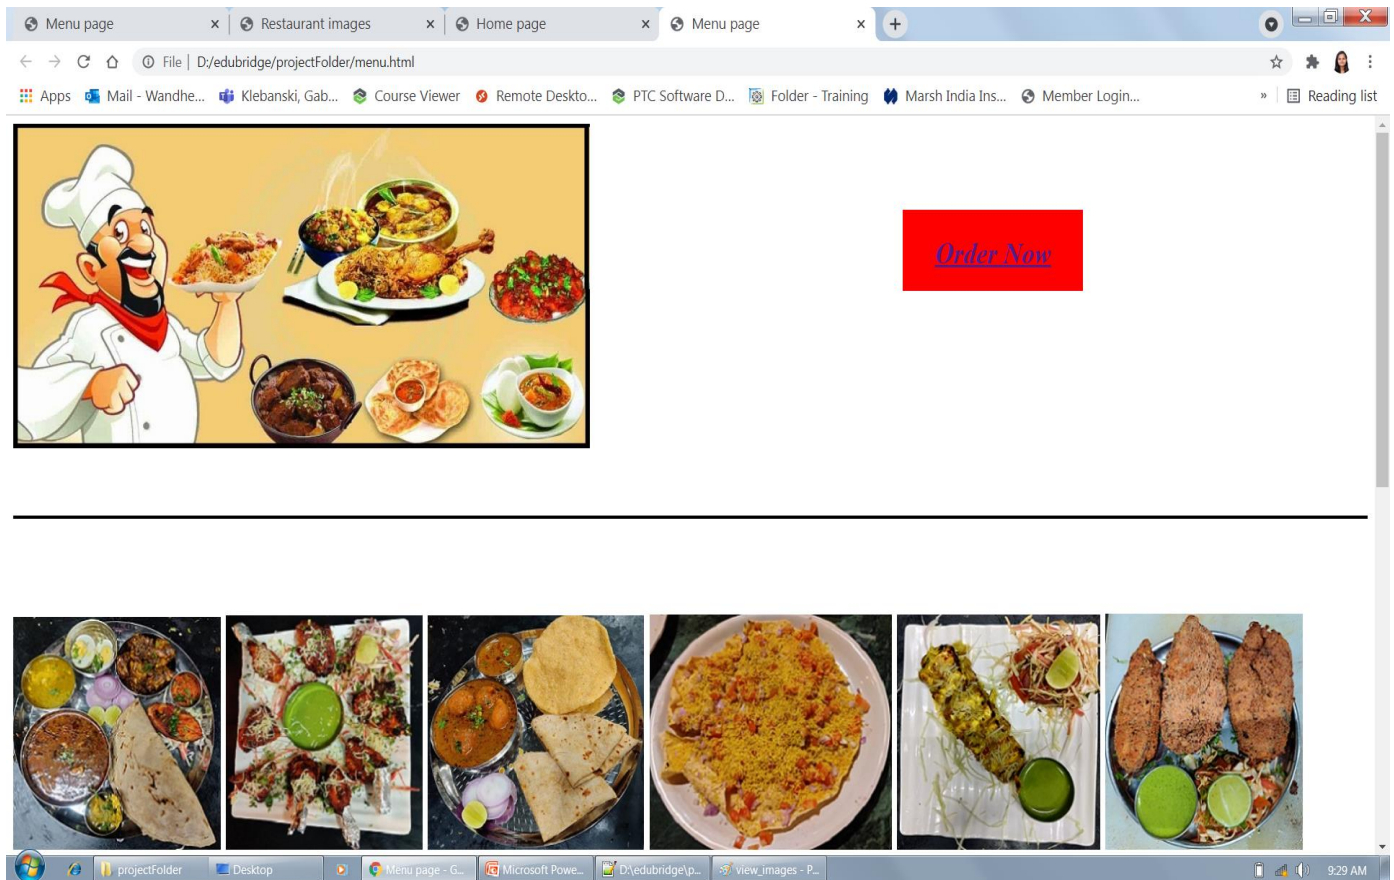 Menu page
Restaurant images
Home page
Menu page
File | D:/edubridge/projectFolder/menu.html
Apps
Mail - Wandhe...
Klebanski, Gab...
Course Viewer
Remote Deskto...
PTC Software D...
Folder - Training
Marsh India Ins...
Member Login...
»
Reading list
Order Now
projectFolder
Desktop
Menu page - G...
Microsoft Powe...
D:\edubridge\p...
view_images - P...
9:29 AM